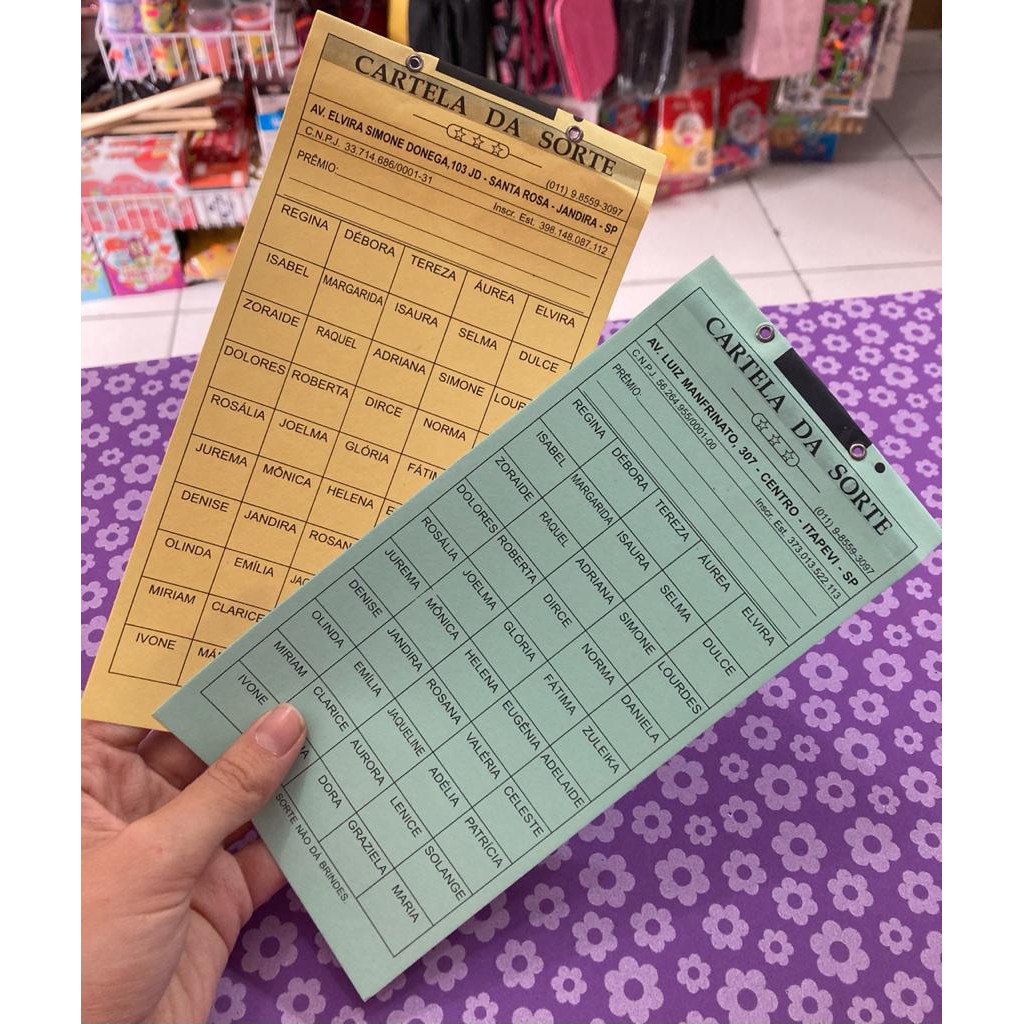 CARTELA DA SORTE
(011) 9.8559-3097
AV. ELVIRA SIMONE DONEGA,103 JD - SANTA ROSA - JANDIRA - SP
C.N.P.J. 33.714.686/0001-31 Inscr. Est. 398.148.087.112
PRÊMIO-
REGINA DÉBORA TEREZA ÁUREA ELVIRA
ISABEL MARGARIDA ISAURA SELMA DULCE
ZORAIDE RAQUEL ADRIANA SIMONE
DOLORES ROBERTA DIRCE NORMA
ROSÁLIA JOELMA GLÓRIA
JUREMA MÔNICA HELENA
DENISE JANDIRA
OLINDA EMÍLIA
MIRIAM CLARICE
IVONE
CARTELA DA SORTE
(011) 9-8559-3097
AV. LUIZ MANFRINATO, 307 - CENTRO - ITAPEVI - SP
C.N.P.J. 56.264.955/0001-00 Inscr. Est. 373.013.522.113
PRÊMIO-
REGINA DÉBORA TEREZA ÁUREA ELVIRA
ISABEL MARGARIDA ISAURA SELMA DULCE
ZORAIDE RAQUEL ADRIANA SIMONE LOURDES
DOLORES ROBERTA DIRCE NORMA DANIELA
ROSÁLIA JOELMA GLÓRIA FÁTIMA ZULEIKA
JUREMA MÔNICA HELENA EUGÊNIA ADELAIDE
DENISE JANDIRA ROSANA VALÉRIA CELESTE
OLINDA EMÍLIA JAQUELINE ADÉLIA PATRÍCIA
MIRIAM CLARICE AURORA LENICE SOLANGE
IVONE DORA GRAZIELA MARIA
SORTE NÃO DÁ BRINDES.